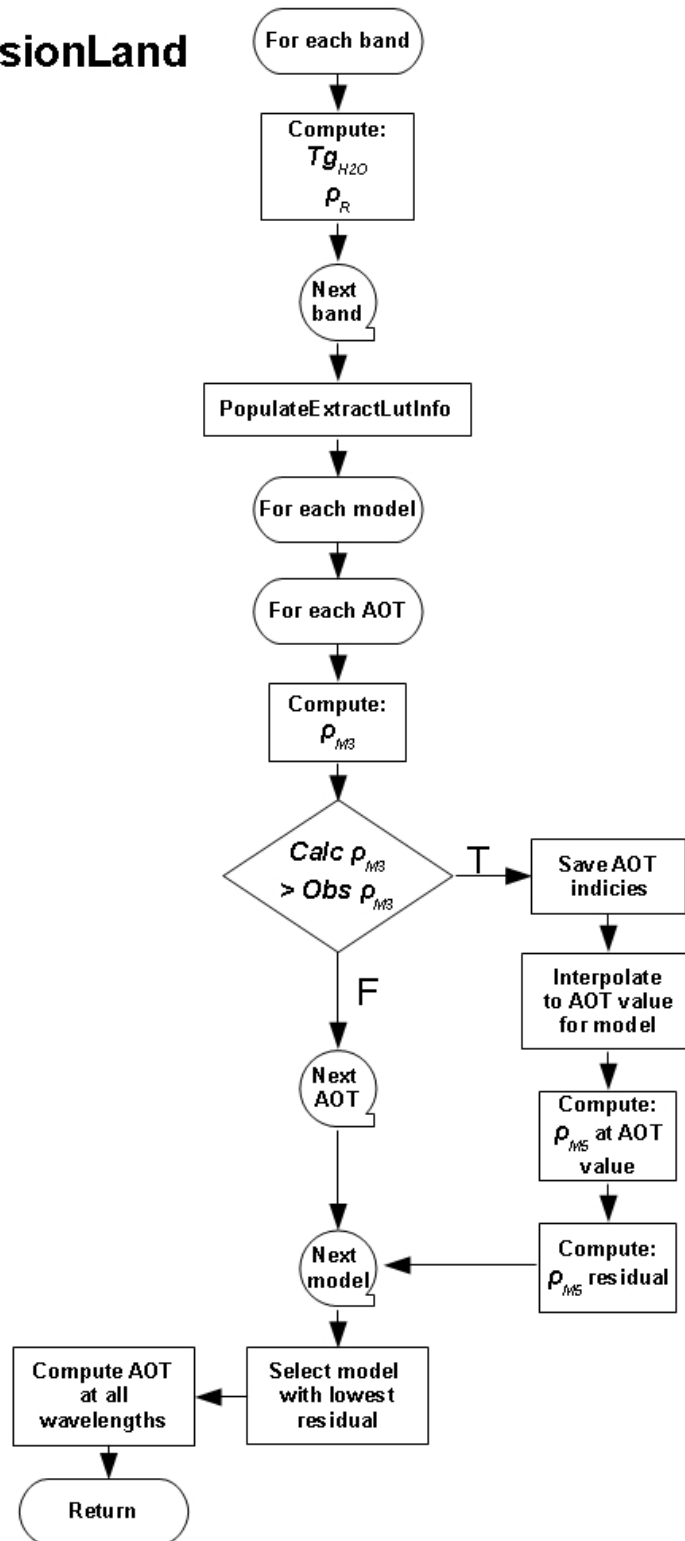 sionLand
For each band
Compute:
Tg_H2O
ρ_R
Next
band
PopulateExtractLutInfo
For each model
For each AOT
Compute:
ρ_M3
Calc ρ_M3
> Obs ρ_M3
T
Save AOT
indicies
Interpolate
to AOT value
for model
F
Next
AOT
Compute:
ρ_M5 at AOT
value
Next
model
Compute:
ρ_M5 residual
Compute AOT
at all
wavelengths
Select model
with lowest
residual
Return